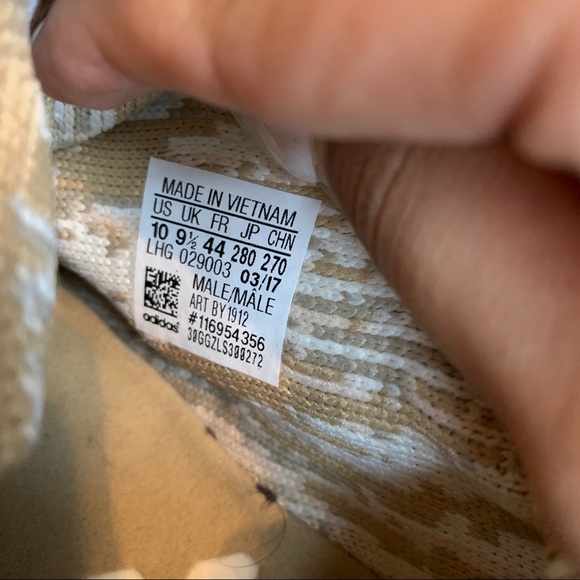 MADE IN VIETNAM
US UK FR JP CHN
10 9½ 44 280 270
LHG 029003 03/17
MALE/MÂLE
ART BY1912
#116954356
30GGZLS300272
adidas